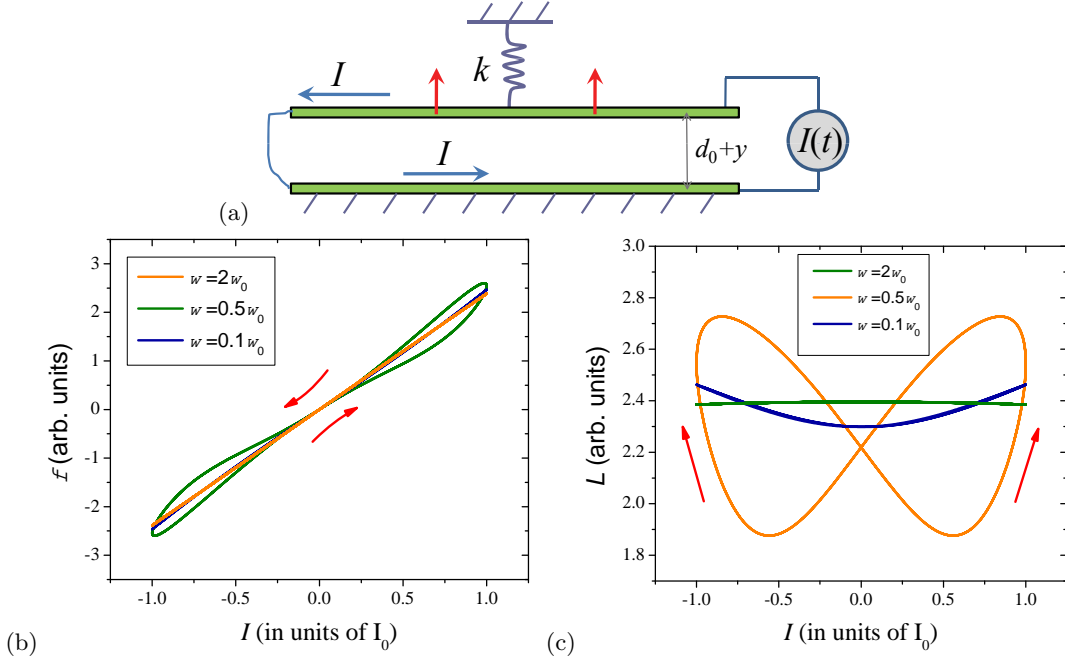 (a)
k
I
I
d₀+y
I(t)
(b)
w=2w₀
w=0.5w₀
w=0.1w₀
f (arb. units)
3
2
1
0
-1
-2
-3
-1.0 -0.5 0.0 0.5 1.0
I (in units of I₀)
(c)
w=2w₀
w=0.5w₀
w=0.1w₀
L (arb. units)
3.0
2.8
2.6
2.4
2.2
2.0
1.8
-1.0 -0.5 0.0 0.5 1.0
I (in units of I₀)